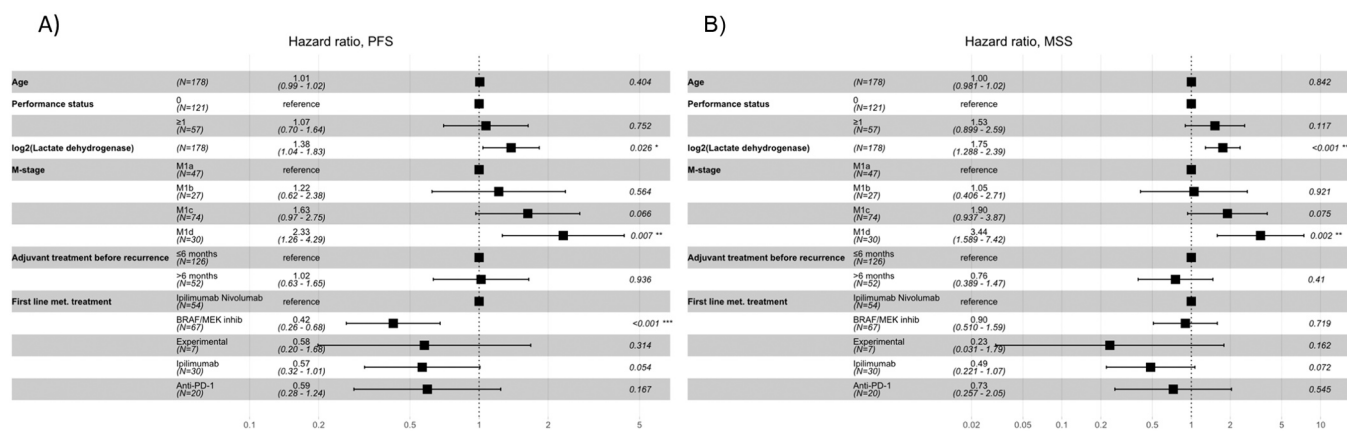 A)
Hazard ratio, PFS
Age (N=178) 1.01 (0.99 - 1.02) 0.404
Performance status 0 (N=121) reference
≥1 (N=57) 1.07 (0.70 - 1.64) 0.752
log2(Lactate dehydrogenase) (N=178) 1.38 (1.04 - 1.83) 0.026 *
M-stage M1a (N=47) reference
M1b (N=27) 1.22 (0.62 - 2.38) 0.564
M1c (N=74) 1.63 (0.97 - 2.75) 0.066
M1d (N=30) 2.33 (1.26 - 4.29) 0.007 **
Adjuvant treatment before recurrence ≤6 months (N=126) reference
>6 months (N=52) 1.02 (0.63 - 1.65) 0.936
First line met. treatment Ipilimumab Nivolumab (N=54) reference
BRAF/MEK inhib (N=67) 0.42 (0.26 - 0.68) <0.001 ***
Experimental (N=7) 0.58 (0.20 - 1.68) 0.314
Ipilimumab (N=30) 0.57 (0.32 - 1.01) 0.054
Anti-PD-1 (N=20) 0.59 (0.28 - 1.24) 0.167
0.1 0.2 0.5 1 2 5
B)
Hazard ratio, MSS
Age (N=178) 1.00 (0.981 - 1.02) 0.842
Performance status 0 (N=121) reference
≥1 (N=57) 1.53 (0.899 - 2.59) 0.117
log2(Lactate dehydrogenase) (N=178) 1.75 (1.288 - 2.39) <0.001 **
M-stage M1a (N=47) reference
M1b (N=27) 1.05 (0.406 - 2.71) 0.921
M1c (N=74) 1.90 (0.937 - 3.87) 0.075
M1d (N=30) 3.44 (1.589 - 7.42) 0.002 **
Adjuvant treatment before recurrence ≤6 months (N=126) reference
>6 months (N=52) 0.76 (0.389 - 1.47) 0.41
First line met. treatment Ipilimumab Nivolumab (N=54) reference
BRAF/MEK inhib (N=67) 0.90 (0.510 - 1.59) 0.719
Experimental (N=7) 0.23 (0.031 - 1.79) 0.162
Ipilimumab (N=30) 0.49 (0.221 - 1.07) 0.072
Anti-PD-1 (N=20) 0.73 (0.257 - 2.05) 0.545
0.02 0.05 0.1 0.2 0.5 1 2 5 10